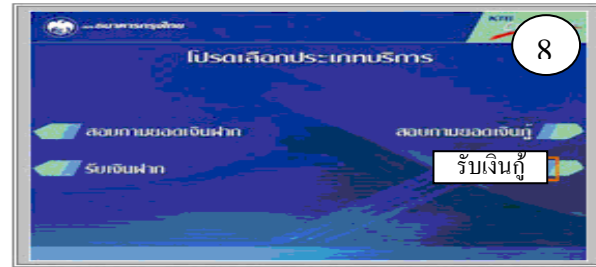 ธนาคารกรุงไทย
KTB
8
โปรดเลือกประเภทบริการ
สอบถามยอดเงินฝาก
สอบถามยอดเงินกู้
รับเงินฝาก
รับเงินกู้